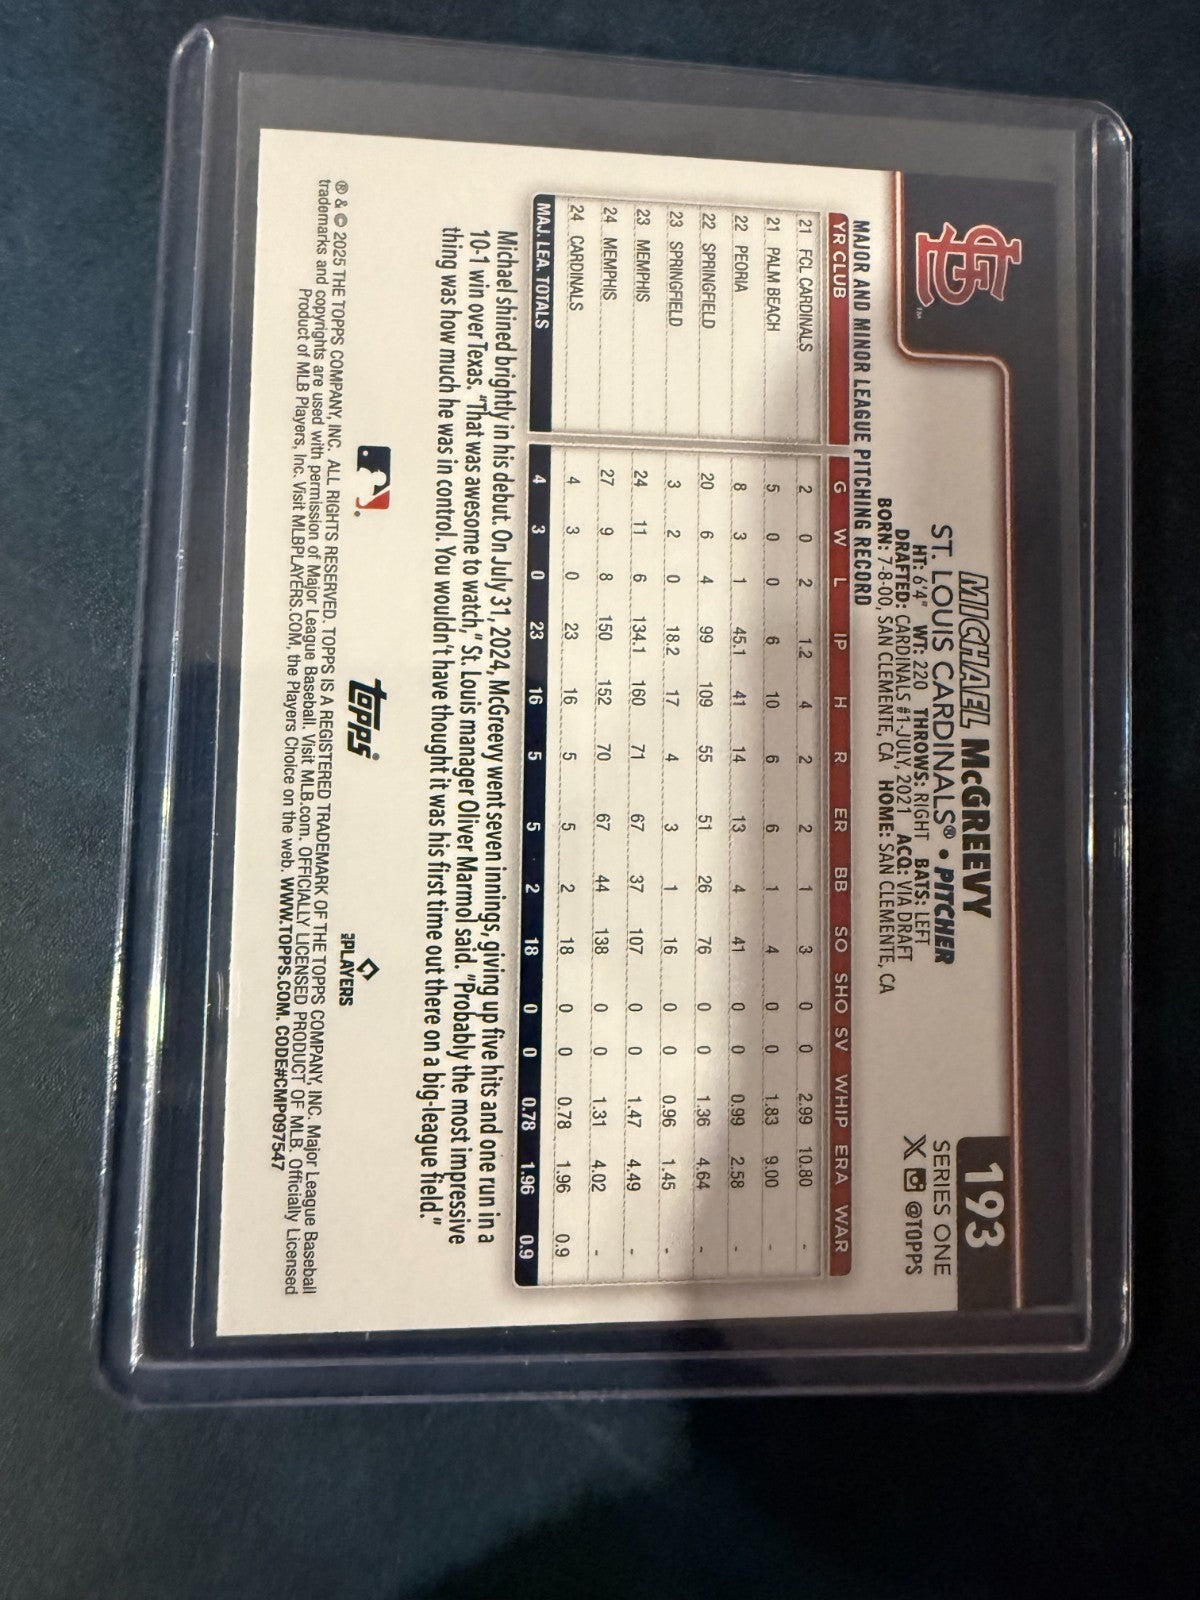 STL
TM
193
MICHAEL McGREEVY
SERIES ONE
ST. LOUIS CARDINALS® • PITCHER
X @TOPPS
HT: 6'4" WT: 220 THROWS: RIGHT BATS: LEFT
DRAFTED: CARDINALS #1-JULY, 2021 ACQ: VIA DRAFT
BORN: 7-8-00, SAN CLEMENTE, CA HOME: SAN CLEMENTE, CA
MAJOR AND MINOR LEAGUE PITCHING RECORD
YR CLUB G W L IP H R ER BB SO SHO SV WHIP ERA WAR
21 FCL CARDINALS 2 0 2 1.2 4 2 2 1 3 0 0 2.99 10.80 -
21 PALM BEACH 5 0 0 6 10 6 6 1 4 0 0 1.83 9.00 -
22 PEORIA 8 3 1 45.1 41 14 13 4 41 0 0 0.99 2.58 -
22 SPRINGFIELD 20 6 4 99 109 55 51 26 76 0 0 1.36 4.64 -
23 SPRINGFIELD 3 2 0 18.2 17 4 3 1 16 0 0 0.96 1.45 -
23 MEMPHIS 24 11 6 134.1 160 71 67 37 107 0 0 1.47 4.49 -
24 MEMPHIS 27 9 8 150 152 70 67 44 138 0 0 1.31 4.02 -
24 CARDINALS 4 3 0 23 16 5 5 2 18 0 0 0.78 1.96 0.9
MAJ. LEA. TOTALS 4 3 0 23 16 5 5 2 18 0 0 0.78 1.96 0.9
Michael shined brightly in his debut. On July 31, 2024, McGreevy went seven innings, giving up five hits and one run in a
10-1 win over Texas. "That was awesome to watch," St. Louis manager Oliver Marmol said. "Probably the most impressive
thing was how much he was in control. You wouldn't have thought it was his first time out there on a big-league field."
topps®
MLB PLAYERS
® & © 2025 THE TOPPS COMPANY, INC. ALL RIGHTS RESERVED. TOPPS IS A REGISTERED TRADEMARK OF THE TOPPS COMPANY, INC. Major League Baseball
trademarks and copyrights are used with permission of Major League Baseball. Visit MLB.com. OFFICIALLY LICENSED PRODUCT OF MLB. Officially Licensed
Product of MLB Players, Inc. Visit MLBPLAYERS.COM, the Players Choice on the web. WWW.TOPPS.COM. CODE#CMP097547